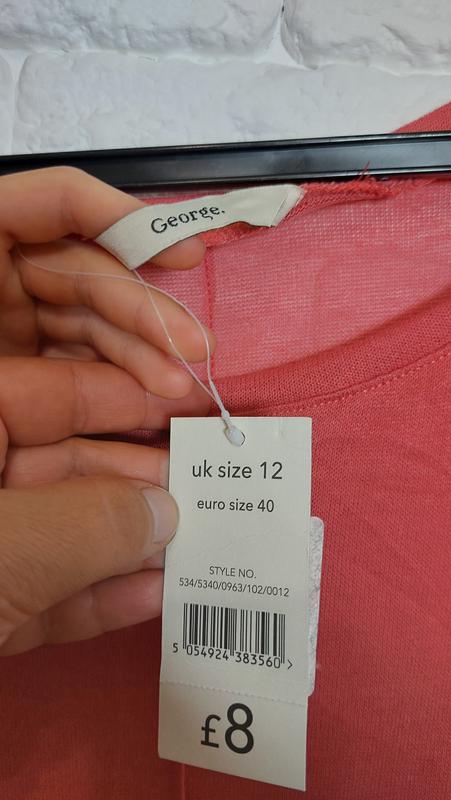 George.
uk size 12
euro size 40
STYLE NO.
534/5340/0963/102/0012
5 054924 383560 >
£8